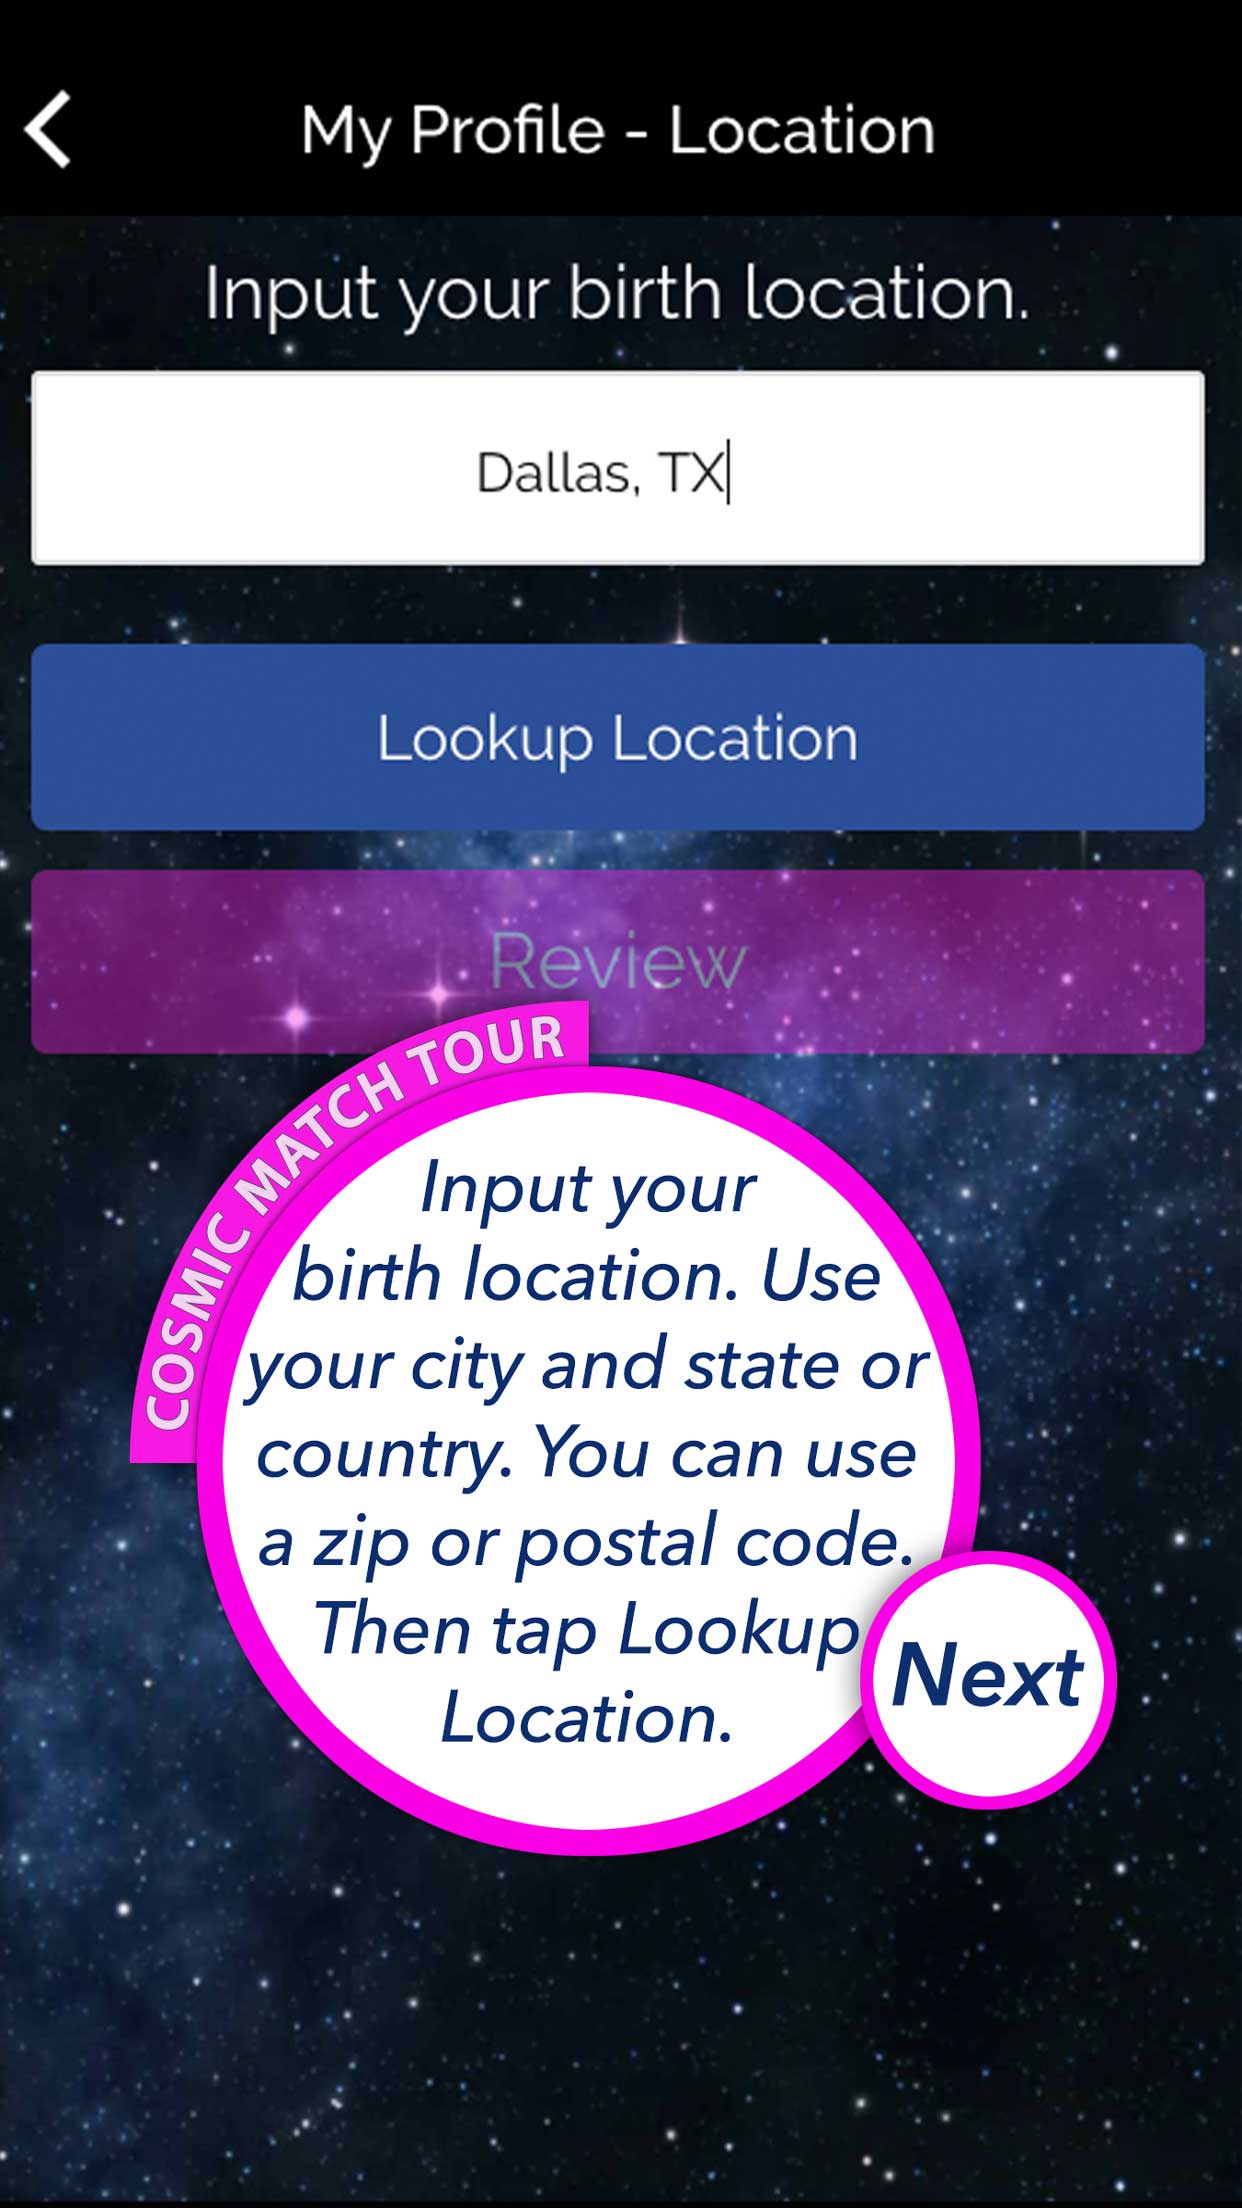 My Profile - Location
Input your birth location.
Dallas, TX
Lookup Location
Review
COSMIC MATCH TOUR
Input your
birth location. Use
your city and state or
country. You can use
a zip or postal code.
Then tap Lookup
Location.
Next